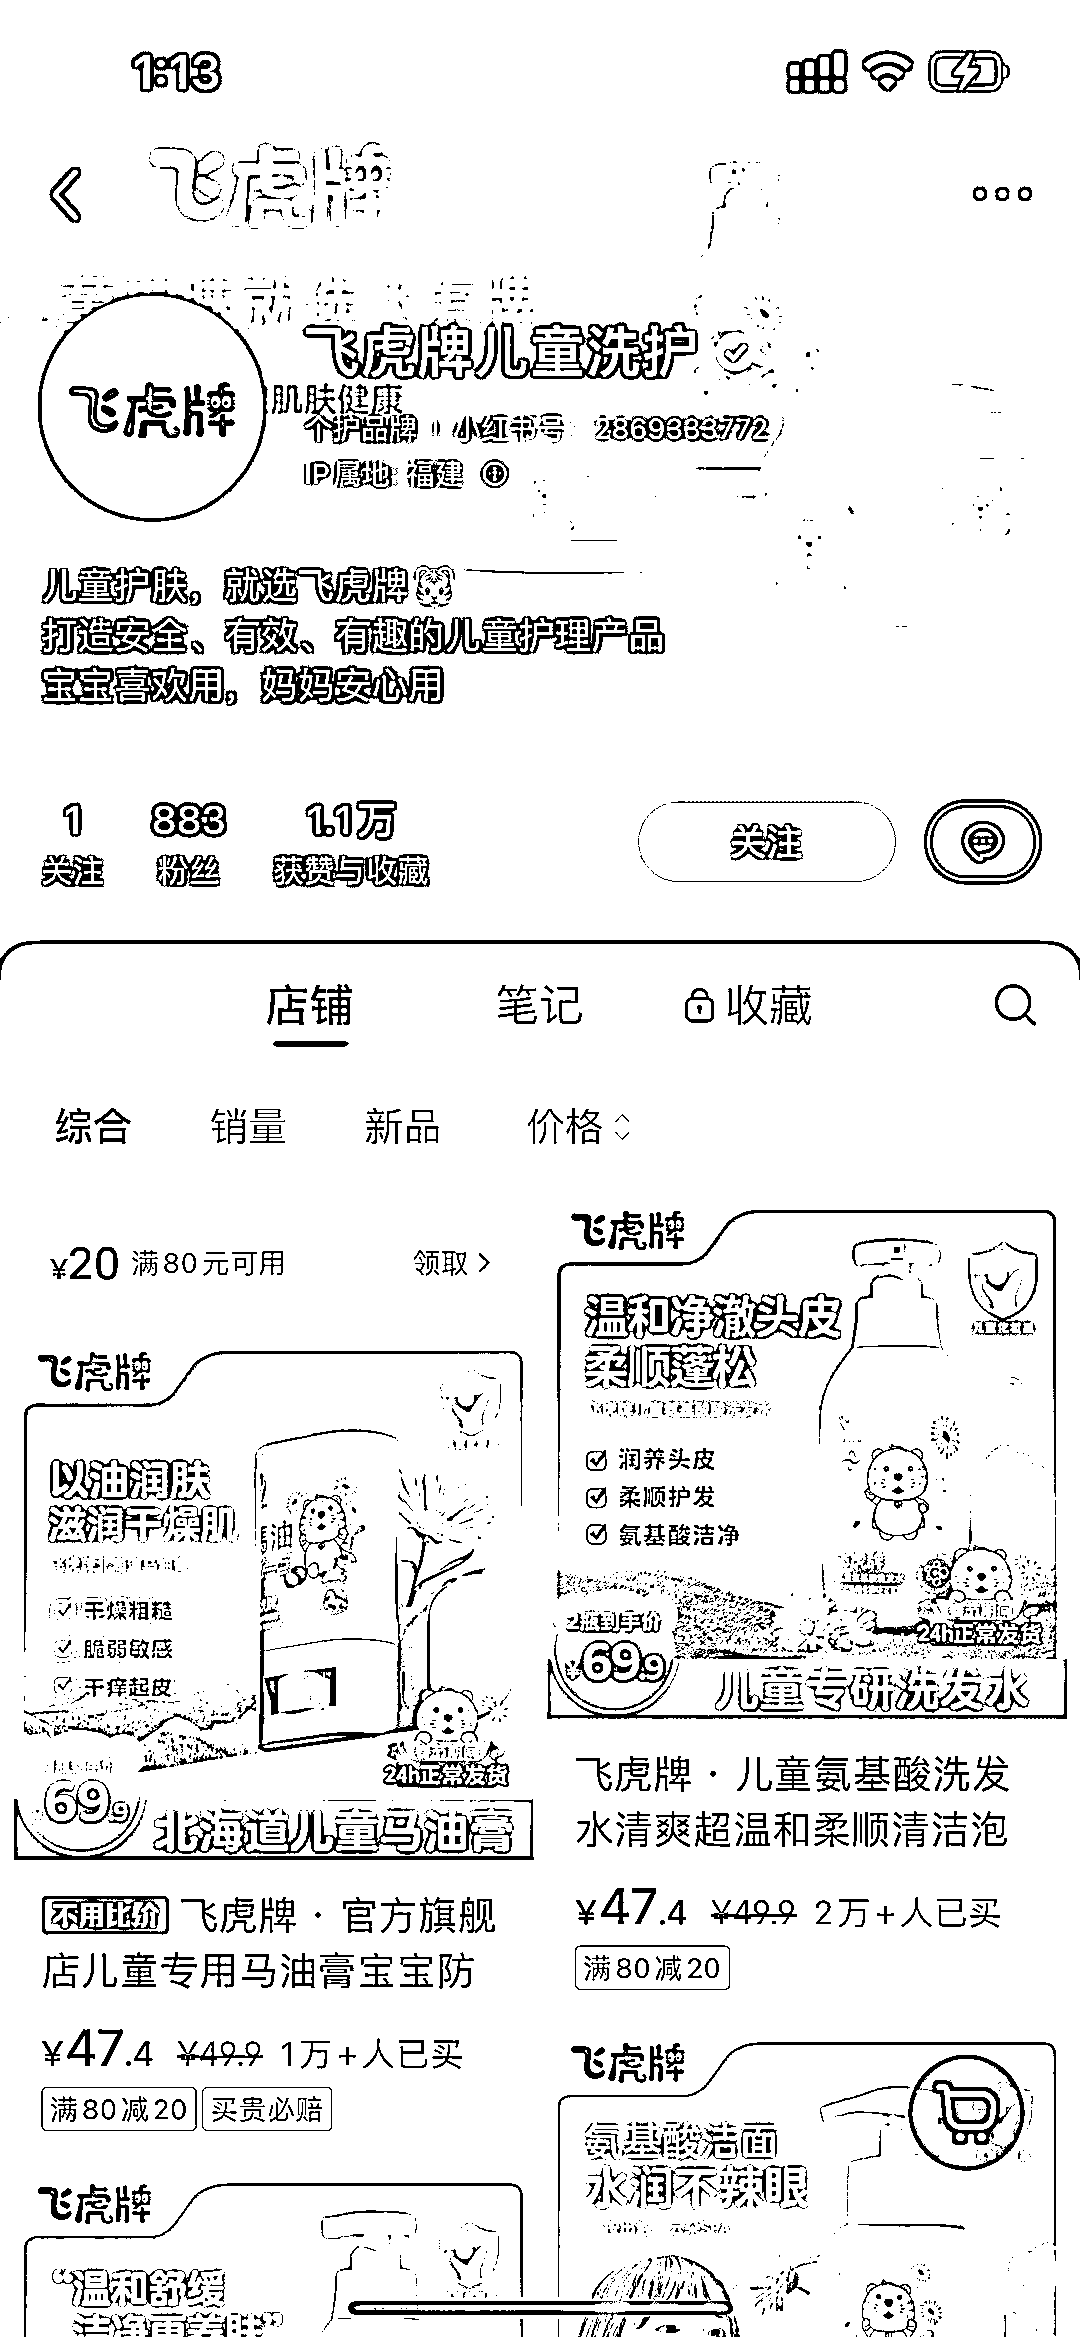 1:13
飞虎牌
飞虎牌儿童洗护
飞虎牌
肌肤健康
个护品牌 小红书号: 2869383772
IP属地: 福建
儿童护肤，就选飞虎牌
打造安全、有效、有趣的儿童护理产品
宝宝喜欢用，妈妈安心用
1 883 1.1万
关注 粉丝 获赞与收藏
关注
店铺 笔记 收藏
综合 销量 新品 价格
¥20 满80元可用 领取
飞虎牌
以油润肤
滋润干燥肌
干燥粗糙
脆弱敏感
干痒起皮
24h正常发货
69.9
北海道儿童马油膏
不用比价 飞虎牌·官方旗舰
店儿童专用马油膏宝宝防
¥47.4 ¥49.9 1万+人已买
满80减20 买贵必赔
飞虎牌
“温和舒缓
洁净更养肤”
飞虎牌
温和净澈头皮
柔顺蓬松
润养头皮
柔顺护发
氨基酸洁净
2瓶到手价
¥69.9
24h正常发货
儿童专研洗发水
飞虎牌·儿童氨基酸洗发
水清爽超温和柔顺清洁泡
¥47.4 ¥49.9 2万+人已买
满80减20
飞虎牌
氨基酸洁面
水润不辣眼